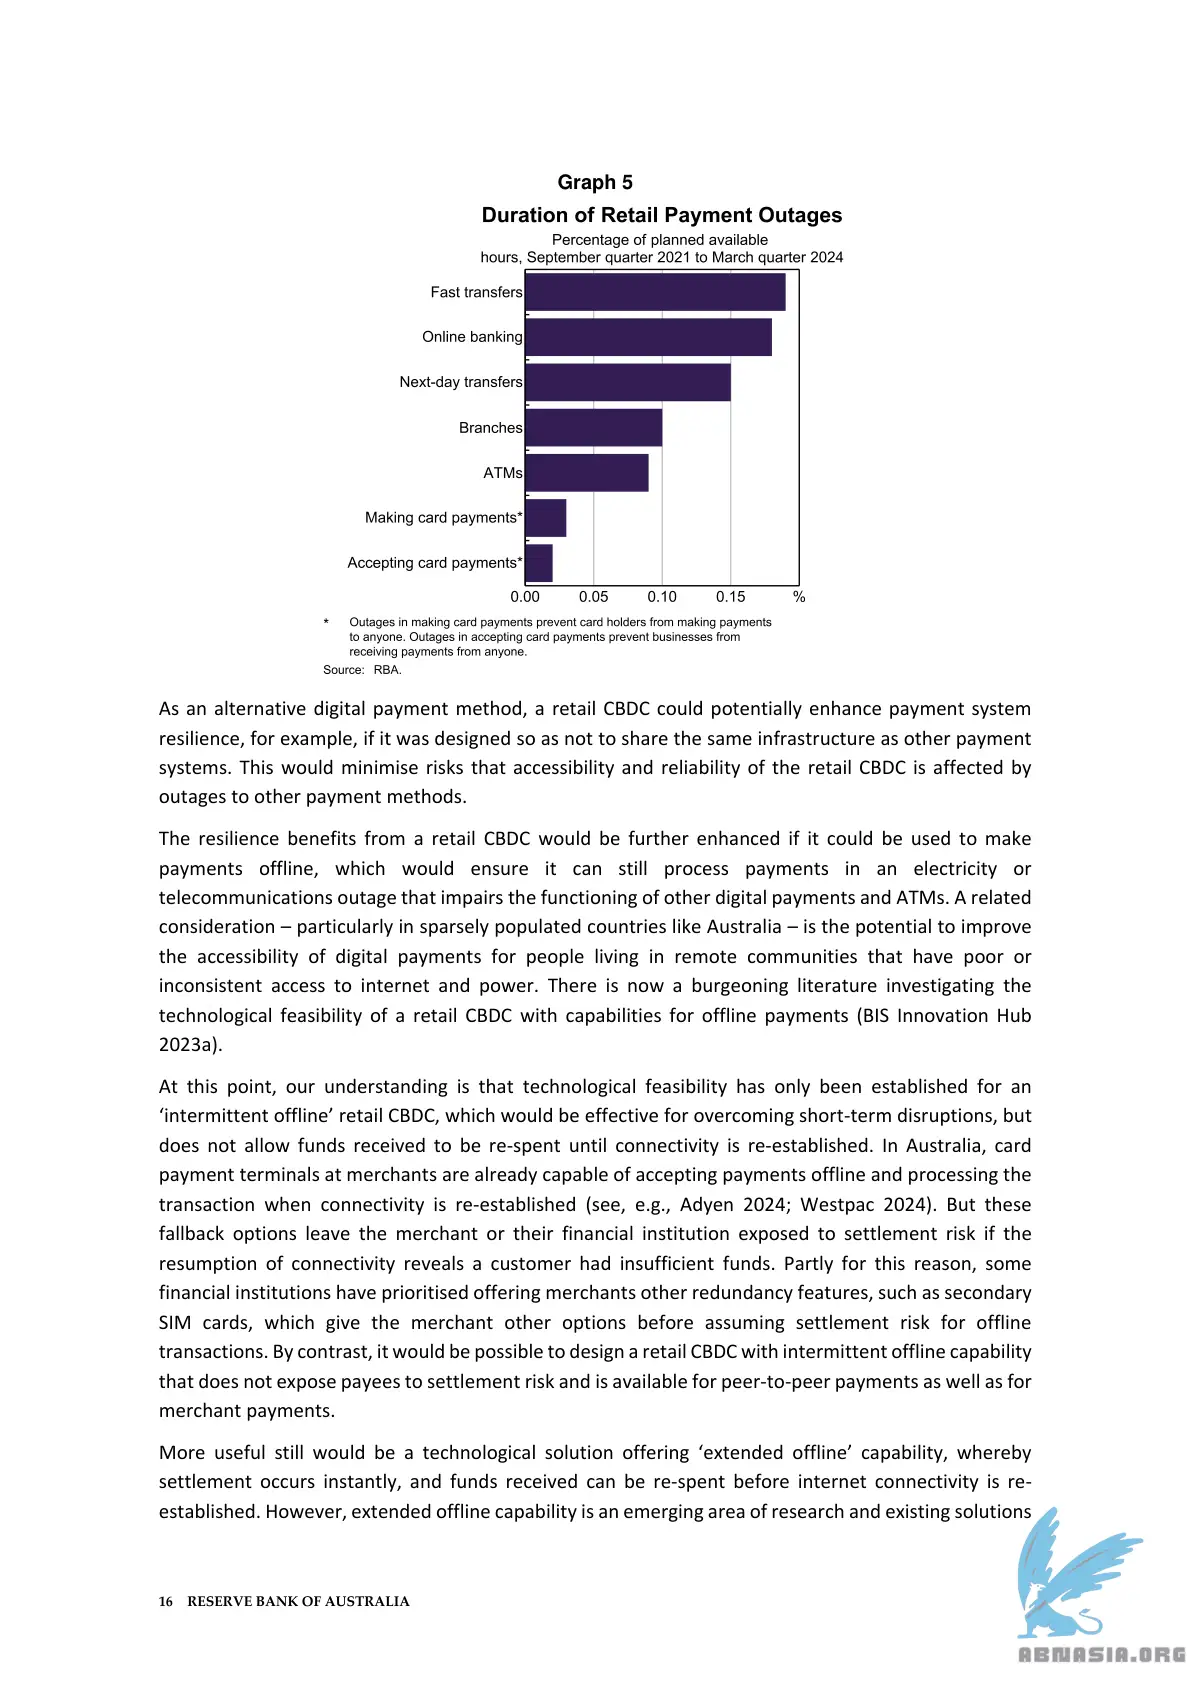 Graph 5
Duration of Retail Payment Outages
Percentage of planned available
hours, September quarter 2021 to March quarter 2024
Fast transfers
Online banking
Next-day transfers
Branches
ATMs
Making card payments*
Accepting card payments*
0.00 0.05 0.10 0.15 %
* Outages in making card payments prevent card holders from making payments
to anyone. Outages in accepting card payments prevent businesses from
receiving payments from anyone.
Source: RBA.
As an alternative digital payment method, a retail CBDC could potentially enhance payment system
resilience, for example, if it was designed so as not to share the same infrastructure as other payment
systems. This would minimise risks that accessibility and reliability of the retail CBDC is affected by
outages to other payment methods.
The resilience benefits from a retail CBDC would be further enhanced if it could be used to make
payments offline, which would ensure it can still process payments in an electricity or
telecommunications outage that impairs the functioning of other digital payments and ATMs. A related
consideration – particularly in sparsely populated countries like Australia – is the potential to improve
the accessibility of digital payments for people living in remote communities that have poor or
inconsistent access to internet and power. There is now a burgeoning literature investigating the
technological feasibility of a retail CBDC with capabilities for offline payments (BIS Innovation Hub
2023a).
At this point, our understanding is that technological feasibility has only been established for an
‘intermittent offline’ retail CBDC, which would be effective for overcoming short-term disruptions, but
does not allow funds received to be re-spent until connectivity is re-established. In Australia, card
payment terminals at merchants are already capable of accepting payments offline and processing the
transaction when connectivity is re-established (see, e.g., Adyen 2024; Westpac 2024). But these
fallback options leave the merchant or their financial institution exposed to settlement risk if the
resumption of connectivity reveals a customer had insufficient funds. Partly for this reason, some
financial institutions have prioritised offering merchants other redundancy features, such as secondary
SIM cards, which give the merchant other options before assuming settlement risk for offline
transactions. By contrast, it would be possible to design a retail CBDC with intermittent offline capability
that does not expose payees to settlement risk and is available for peer-to-peer payments as well as for
merchant payments.
More useful still would be a technological solution offering ‘extended offline’ capability, whereby
settlement occurs instantly, and funds received can be re-spent before internet connectivity is re-
established. However, extended offline capability is an emerging area of research and existing solutions
16 RESERVE BANK OF AUSTRALIA
ABNASIA.ORG